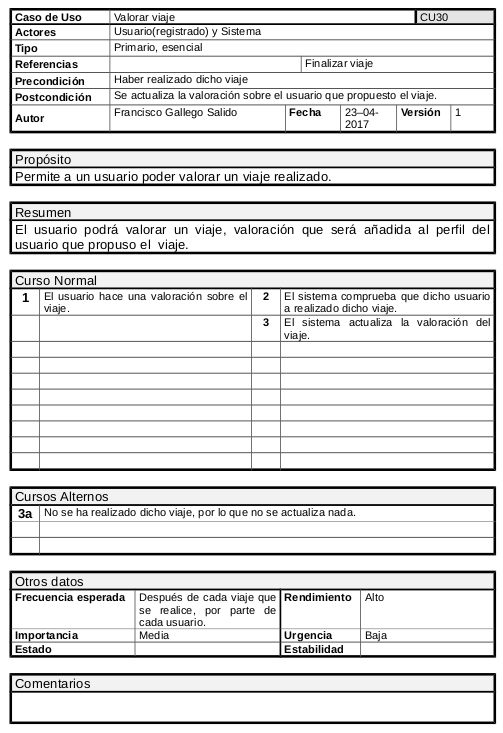 Caso de Uso Valorar viaje CU30
Actores Usuario(registrado) y Sistema
Tipo Primario, esencial
Referencias Finalizar viaje
Precondición Haber realizado dicho viaje
Postcondición Se actualiza la valoración sobre el usuario que propuesto el viaje.
Autor Francisco Gallego Salido Fecha 23–04-
2017 Versión 1
Propósito
Permite a un usuario poder valorar un viaje realizado.
Resumen
El usuario podrá valorar un viaje, valoración que será añadida al perfil del
usuario que propuso el viaje.
Curso Normal
1 El usuario hace una valoración sobre el
viaje.
2 El sistema comprueba que dicho usuario
a realizado dicho viaje.
3 El sistema actualiza la valoración del
viaje.
Cursos Alternos
3a No se ha realizado dicho viaje, por lo que no se actualiza nada.
Otros datos
Frecuencia esperada Después de cada viaje que
se realice, por parte de
cada usuario.
Rendimiento Alto
Importancia Media Urgencia Baja
Estado Estabilidad
Comentarios